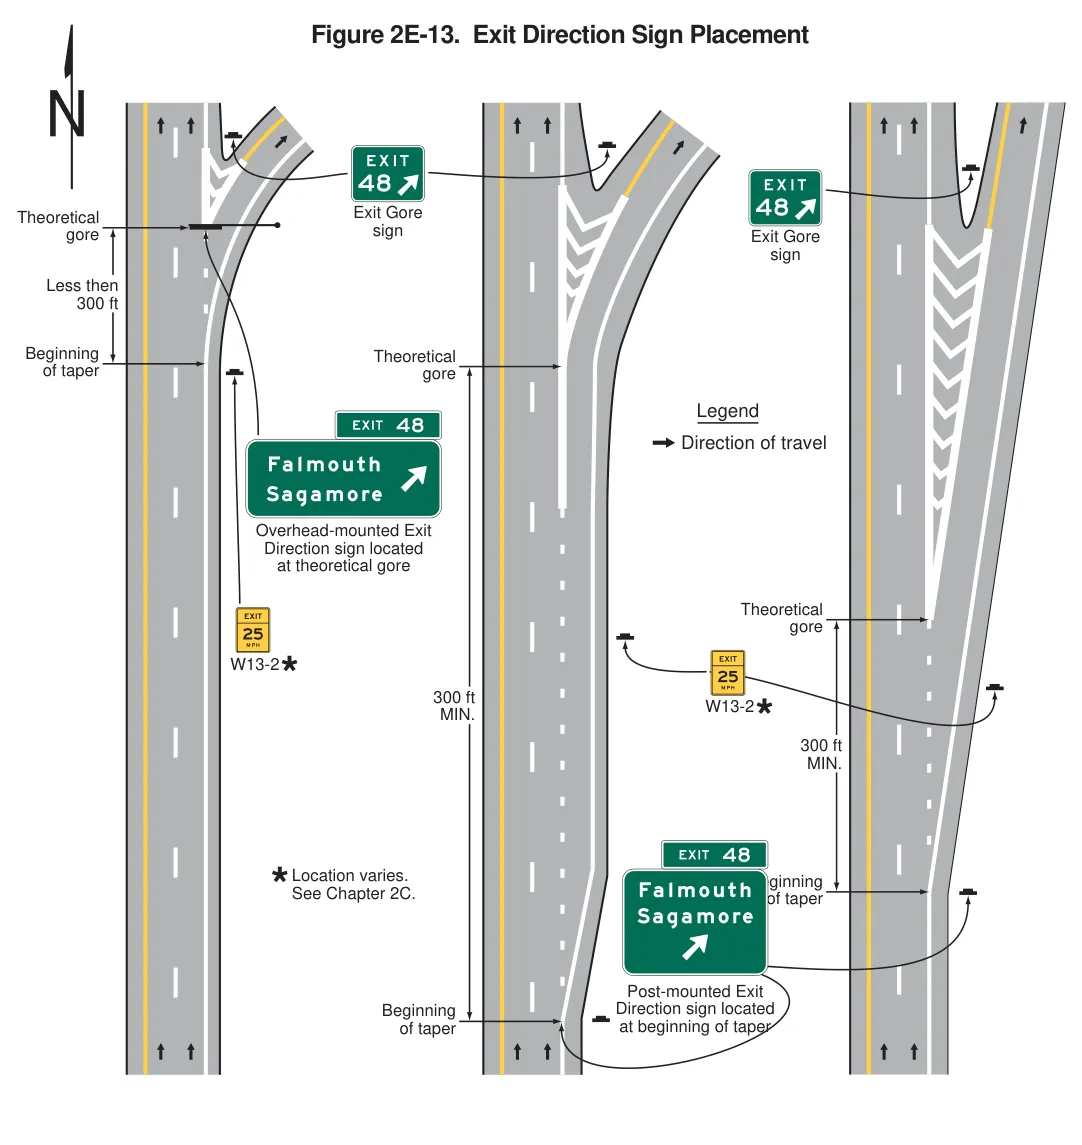 Figure 2E-13.  Exit Direction Sign Placement
N
EXIT
48
Exit Gore
sign
EXIT
48
Exit Gore
sign
Theoretical
gore
Less then
300 ft
Beginning
of taper
Theoretical
gore
Legend
Direction of travel
EXIT 48
Falmouth
Sagamore
Overhead-mounted Exit
Direction sign located
at theoretical gore
EXIT
25
MPH
W13-2*
Theoretical
gore
EXIT
25
MPH
W13-2*
300 ft
MIN.
300 ft
MIN.
* Location varies.
See Chapter 2C.
EXIT 48
Falmouth
Sagamore
ginning
of taper
Post-mounted Exit
Direction sign located
at beginning of taper
Beginning
of taper